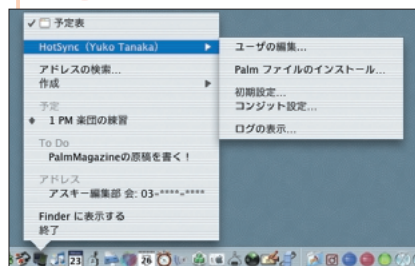 予定表
HotSync（Yuko Tanaka）
アドレスの検索...
作成
予定
1 PM 楽団の練習
To Do
PalmMagazineの原稿を書く！
アドレス
アスキー編集部 会: 03-****-****
Finder に表示する
終了
ユーザの編集...
Palm ファイルのインストール...
初期設定...
コンジット設定...
ログの表示...
23
26